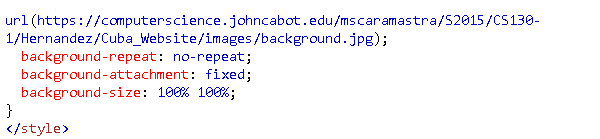 url(https://computerscience.johncabot.edu/mscaramastra/S2015/CS130-
1/Hernandez/Cuba_Website/images/background.jpg);
background-repeat: no-repeat;
background-attachment: fixed;
background-size: 100% 100%;
}
</style>